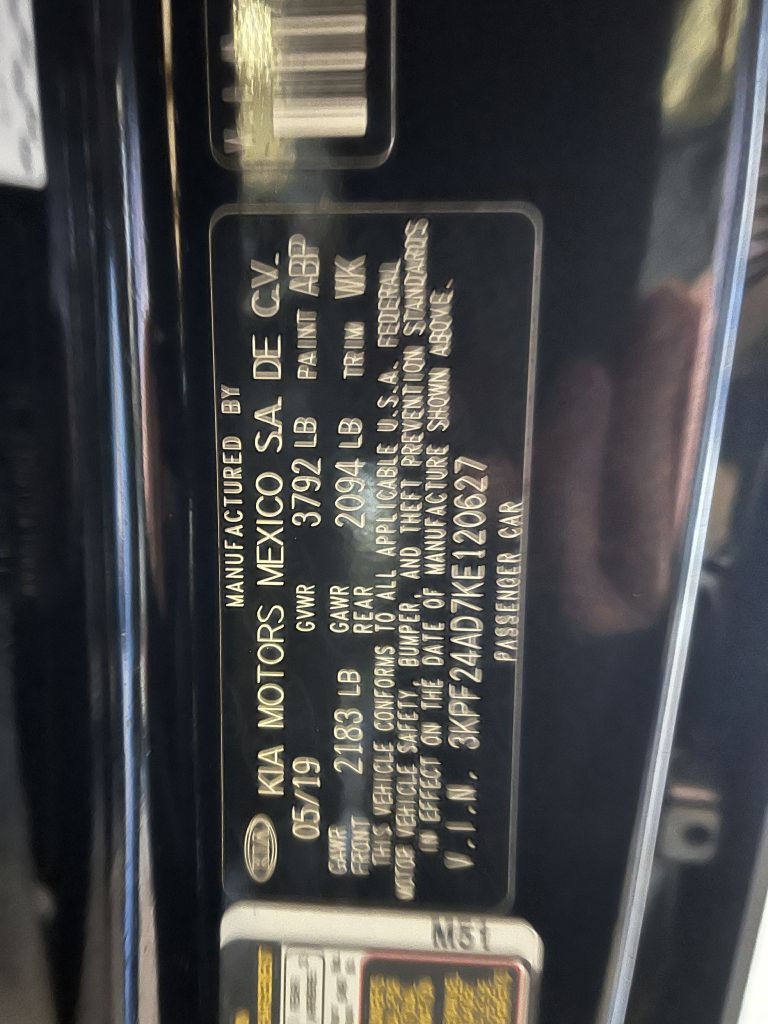 MANUFACTURED BY
KIA KIA MOTORS MEXICO S.A. DE C.V.
05/19 GVWR 3792 LB PAINT ABP
GAWR FRONT 2183 LB GAWR REAR 2094 LB TRIM WK
THIS VEHICLE CONFORMS TO ALL APPLICABLE U.S.A. FEDERAL
MOTOR VEHICLE SAFETY, BUMPER, AND THEFT PREVENTION STANDARDS
IN EFFECT ON THE DATE OF MANUFACTURE SHOWN ABOVE.
V.I.N. 3KPF24AD7KE120627
PASSENGER CAR
M51